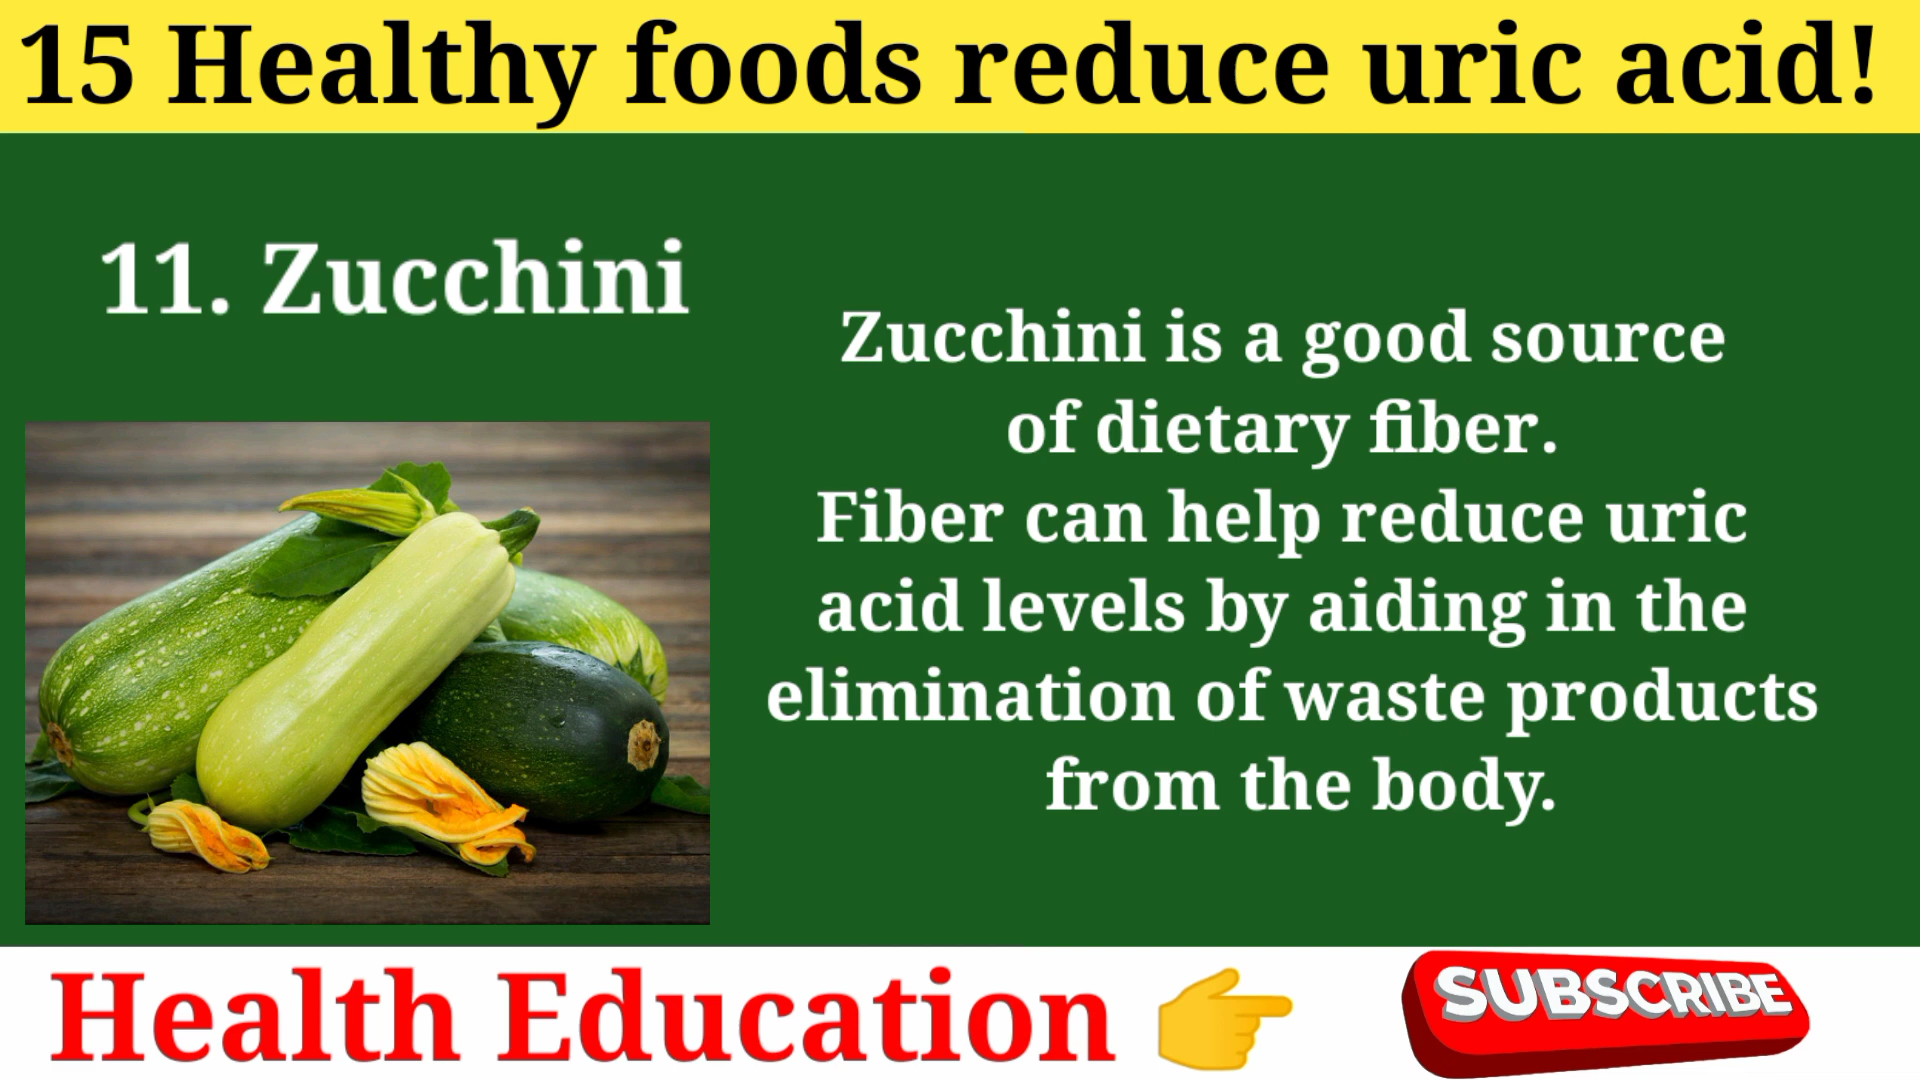 15 Healthy foods reduce uric acid!
11. Zucchini
Zucchini is a good source
of dietary fiber.
Fiber can help reduce uric
acid levels by aiding in the
elimination of waste products
from the body.
Health Education
SUBSCRIBE